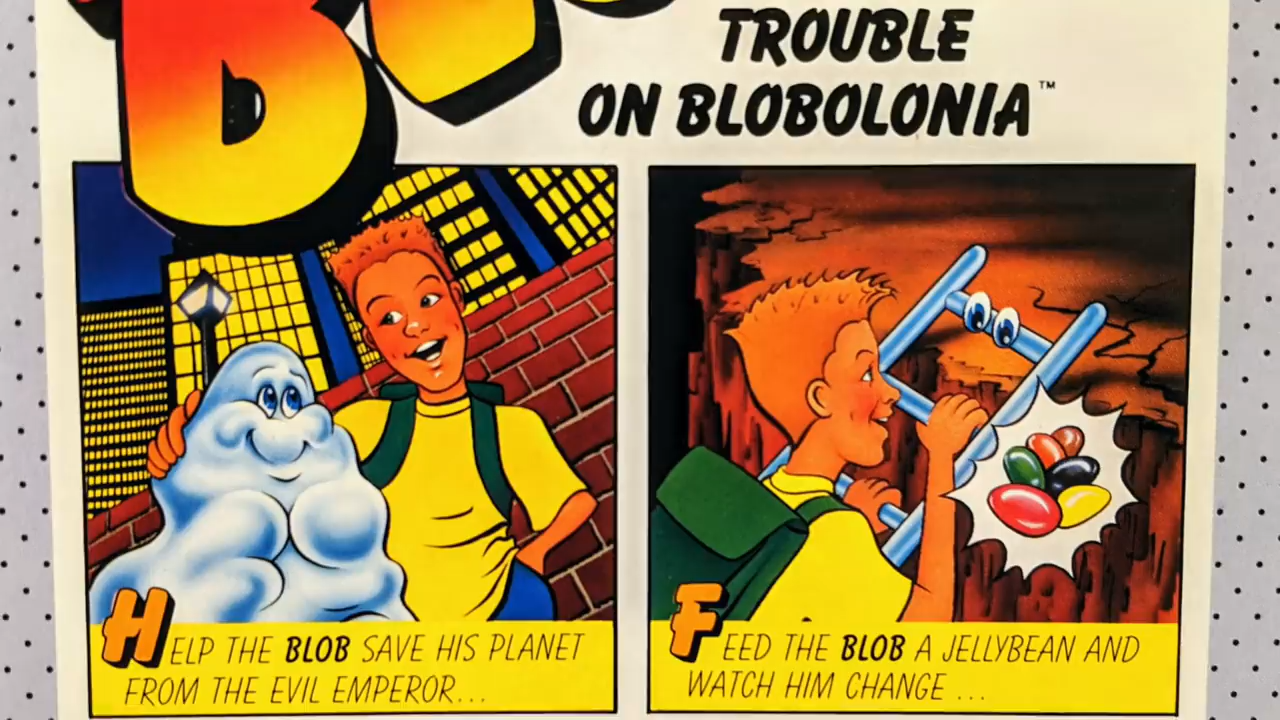 TROUBLE
ON BLOBOLONIA™
HELP THE BLOB SAVE HIS PLANET
FROM THE EVIL EMPEROR...
FEED THE BLOB A JELLYBEAN AND
WATCH HIM CHANGE ...